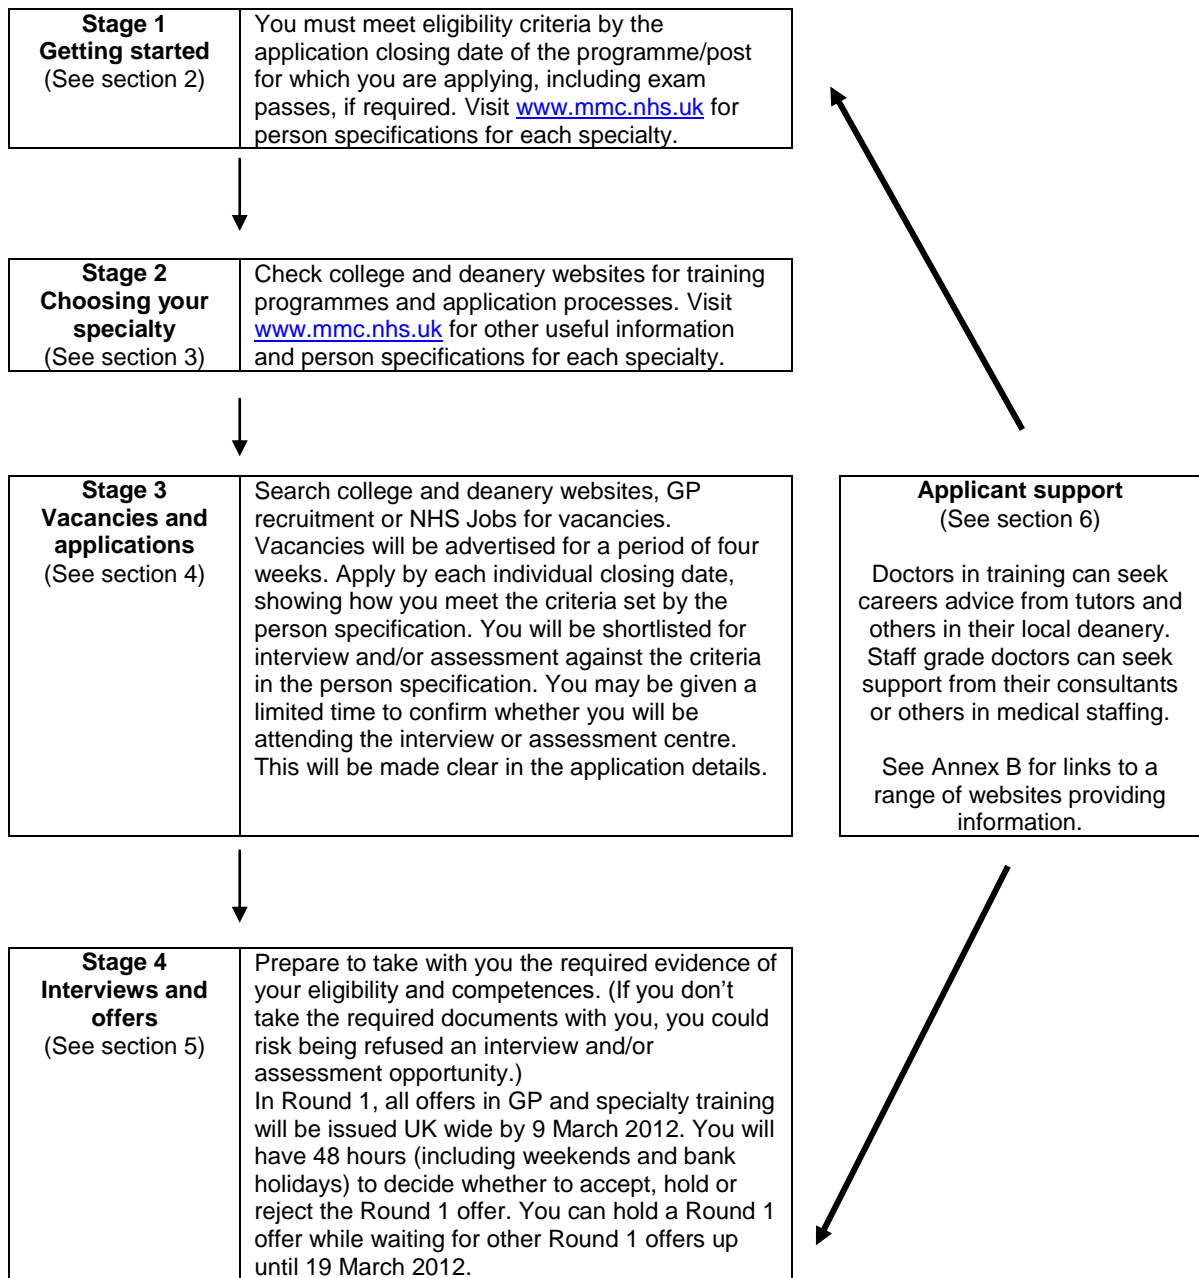 Stage 1
Getting started
(See section 2)
You must meet eligibility criteria by the
application closing date of the programme/post
for which you are applying, including exam
passes, if required. Visit www.mmc.nhs.uk for
person specifications for each specialty.
Stage 2
Choosing your
specialty
(See section 3)
Check college and deanery websites for training
programmes and application processes. Visit
www.mmc.nhs.uk for other useful information
and person specifications for each specialty.
Stage 3
Vacancies and
applications
(See section 4)
Search college and deanery websites, GP
recruitment or NHS Jobs for vacancies.
Vacancies will be advertised for a period of four
weeks. Apply by each individual closing date,
showing how you meet the criteria set by the
person specification. You will be shortlisted for
interview and/or assessment against the criteria
in the person specification. You may be given a
limited time to confirm whether you will be
attending the interview or assessment centre.
This will be made clear in the application details.
Applicant support
(See section 6)
Doctors in training can seek
careers advice from tutors and
others in their local deanery.
Staff grade doctors can seek
support from their consultants
or others in medical staffing.
See Annex B for links to a
range of websites providing
information.
Stage 4
Interviews and
offers
(See section 5)
Prepare to take with you the required evidence of
your eligibility and competences. (If you don't
take the required documents with you, you could
risk being refused an interview and/or
assessment opportunity.)
In Round 1, all offers in GP and specialty training
will be issued UK wide by 9 March 2012. You will
have 48 hours (including weekends and bank
holidays) to decide whether to accept, hold or
reject the Round 1 offer. You can hold a Round 1
offer while waiting for other Round 1 offers up
until 19 March 2012.